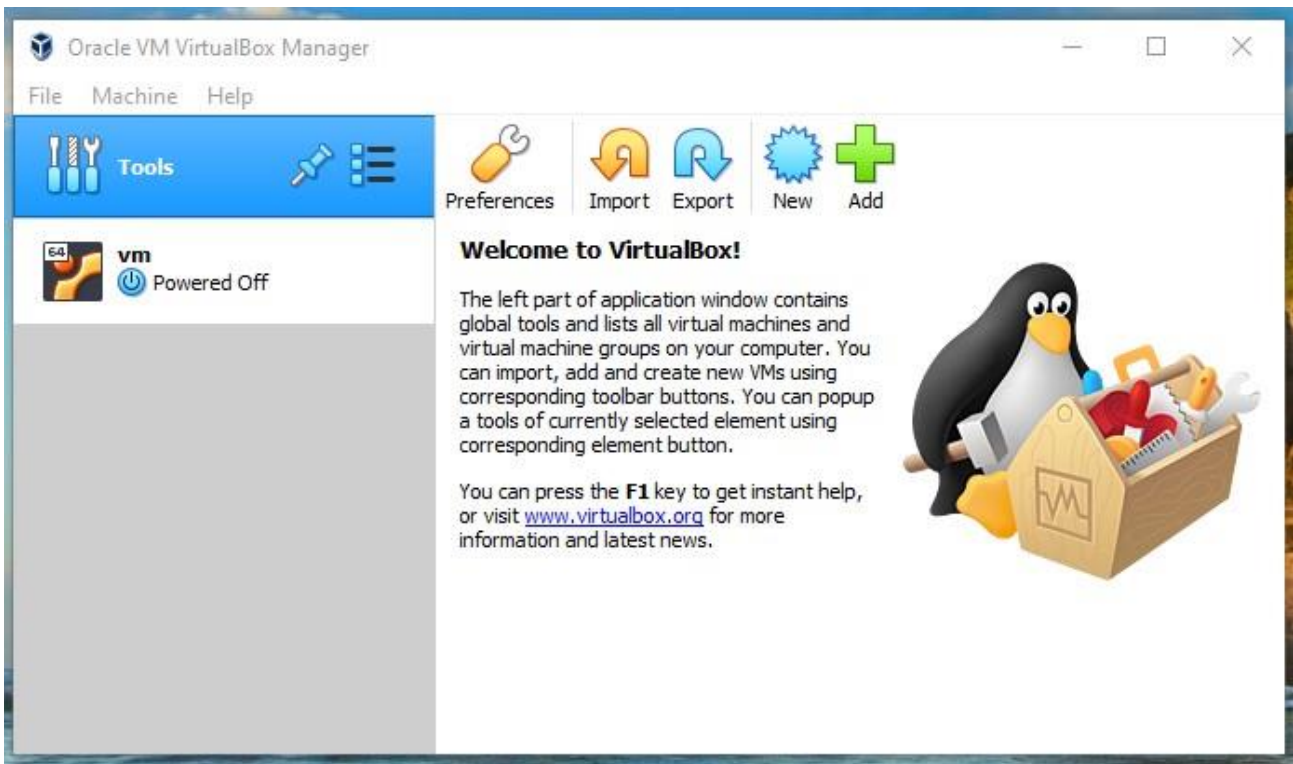 Oracle VM VirtualBox Manager
File Machine Help
Tools
Preferences Import Export New Add
64
vm
Powered Off
Welcome to VirtualBox!
The left part of application window contains
global tools and lists all virtual machines and
virtual machine groups on your computer. You
can import, add and create new VMs using
corresponding toolbar buttons. You can popup
a tools of currently selected element using
corresponding element button.
You can press the F1 key to get instant help,
or visit www.virtualbox.org for more
information and latest news.